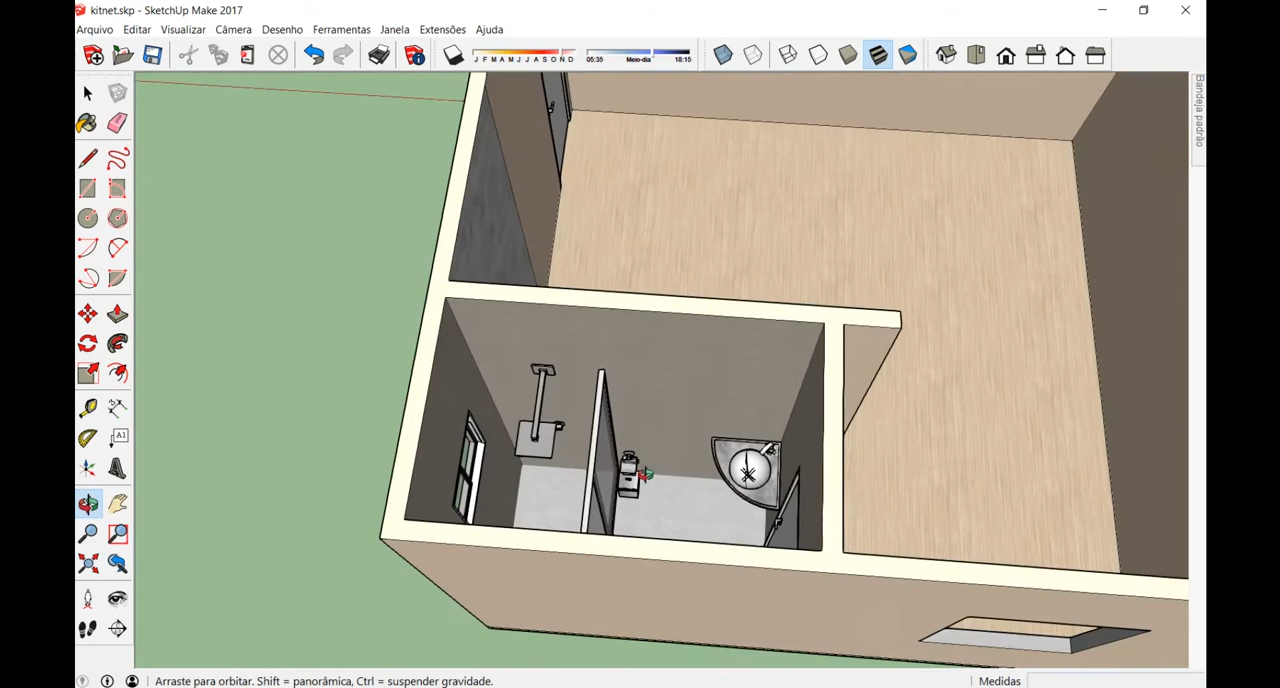 kitnet.skp - SketchUp Make 2017
Arquivo Editar Visualizar Câmera Desenho Ferramentas Janela Extensões Ajuda
J F M A M J J A S O N D 05:35 Meio-dia 18:15
Bandeja padrão
A1
Arraste para orbitar. Shift = panorâmica, Ctrl = suspender gravidade. Medidas